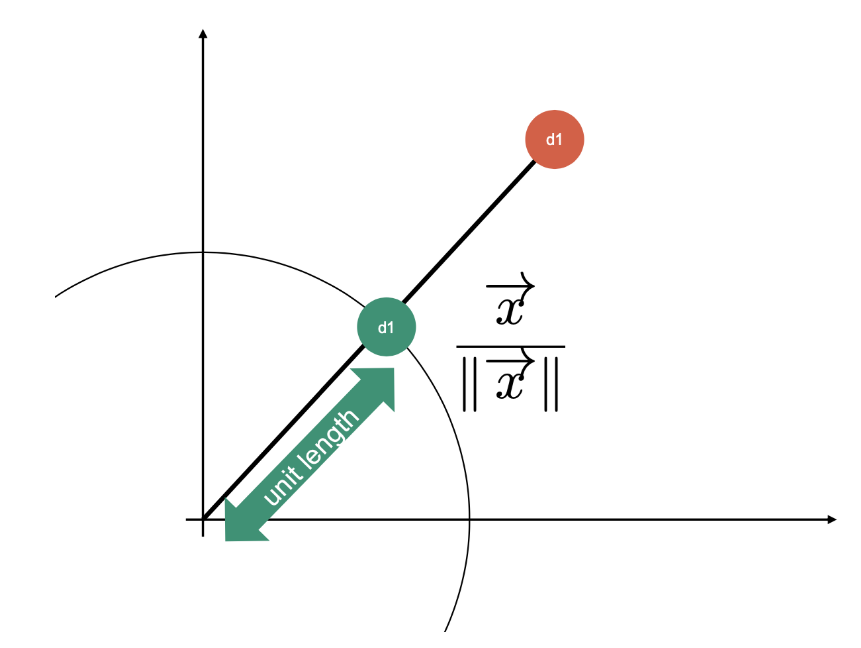 d1
d1
x⃗
‖x⃗‖
unit length